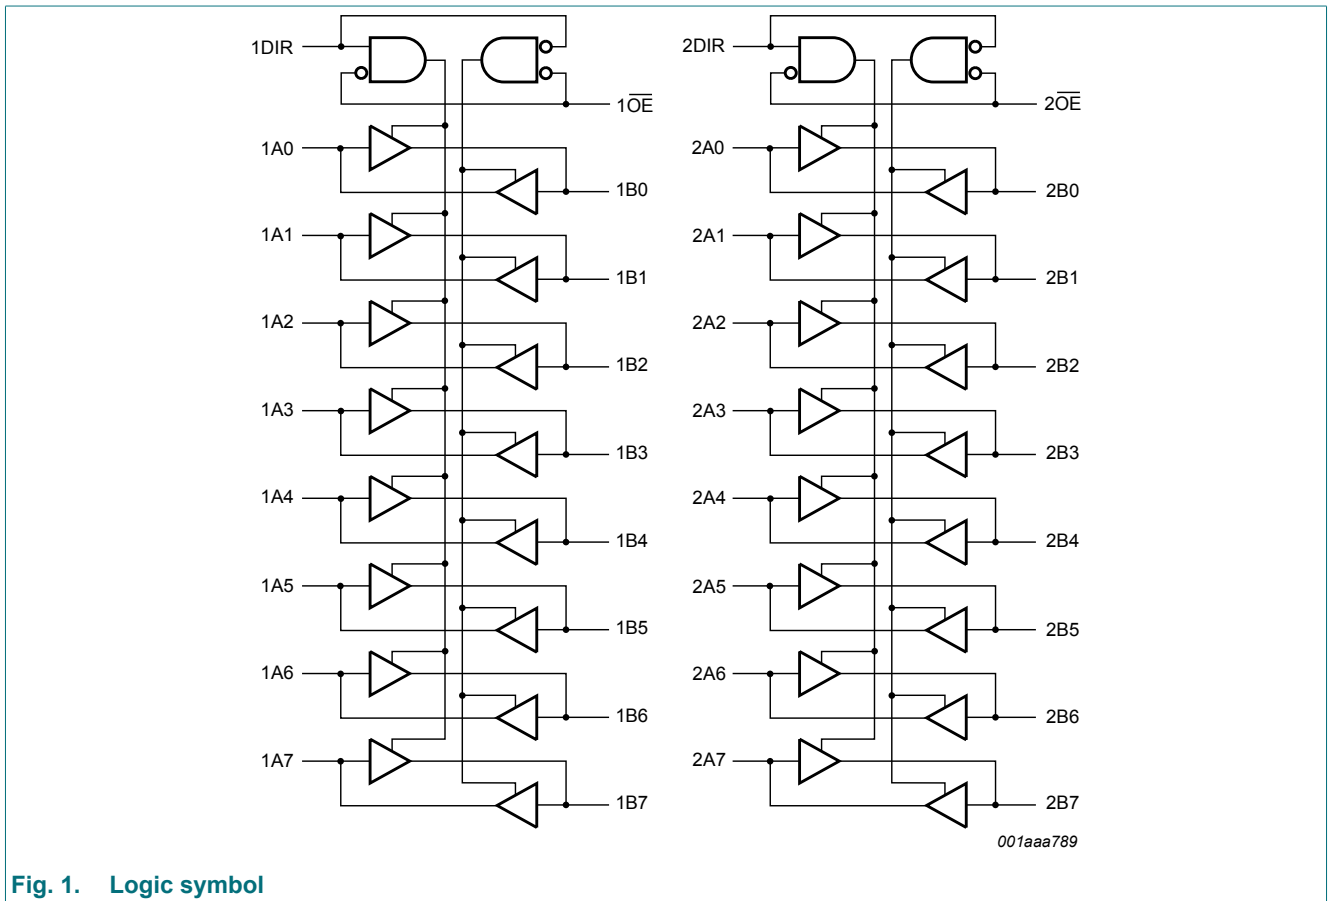 1DIR
1O̅E̅
1A0
1B0
1A1
1B1
1A2
1B2
1A3
1B3
1A4
1B4
1A5
1B5
1A6
1B6
1A7
1B7
2DIR
2O̅E̅
2A0
2B0
2A1
2B1
2A2
2B2
2A3
2B3
2A4
2B4
2A5
2B5
2A6
2B6
2A7
2B7
001aaa789
Fig. 1. Logic symbol